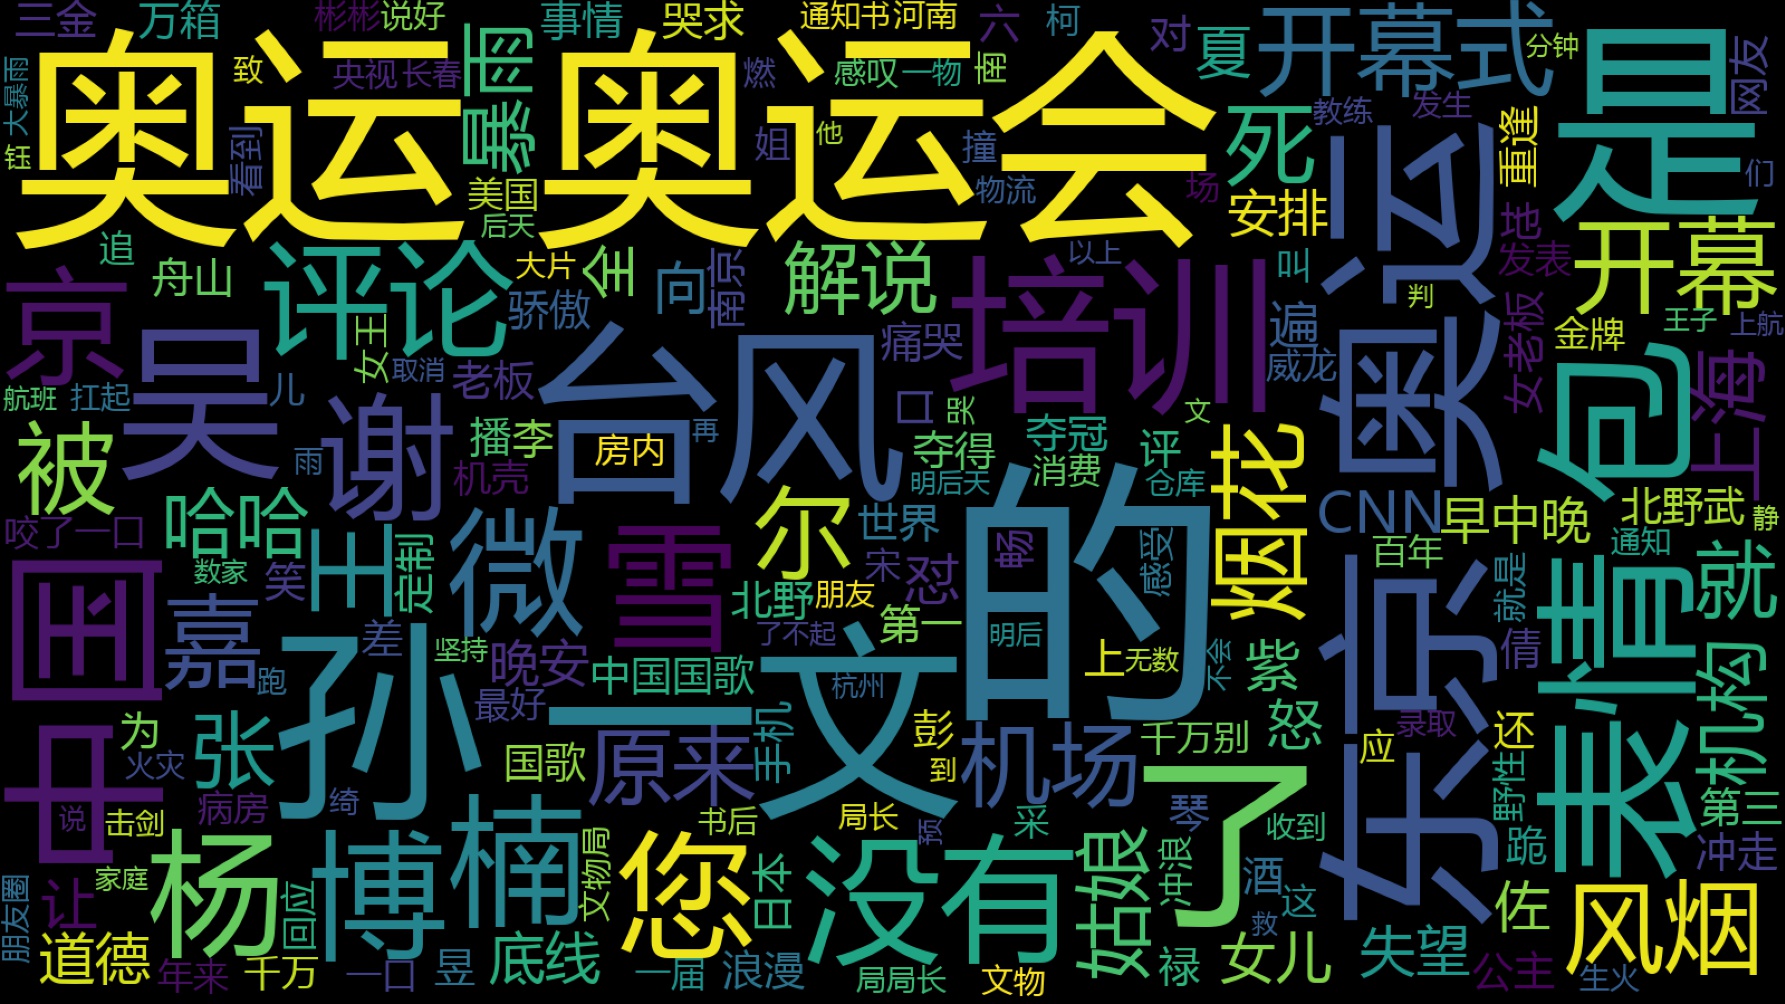 三金
万箱
彬彬
说好
事情
哭求
通知书
河南
六
柯
对
夏
开幕式
分钟
是
网友
奥运
奥运会
致
央视
长春
暴雨
燃
感叹
一物
南
大暴雨
钰
看到
姐
他
撞
死
教练
发生
重逢
们
美国
后天
物流
场
安排
奥运
地
发表
开幕
追
舟山
评论
大片
全
向
南京
解说
以上
培训
叫
判
京
吴
女王
骄傲
台风
痛哭
遍
威龙
女老板
金牌
王子
上航
包
上海
航班
扛起
儿
取消
老板
谢
口
哭
文
被
雨
播
李
机壳
房内
再
夺得
夺冠
消费
评
仓库
明后天
烟花
CNN
早中晚
北野武
静
咬了一口
哈哈
王
定制
微
雪
尔
世界
的
畅
感受
百年
通知
就
中国
数家
笑
宋
怼
北野
朋友
第一
明后
东京
就是
表情
嘉
差
坚持
晚安
了不起
上
无数
不会
紫
倩
机构
跑
孙
中国国歌
一文
杭州
最好
为
张
国歌
原来
手机
彭
到
机场
千万别
怒
应
录取
还
火灾
野性
说
击剑
病房
绮
了
琴
收到
第三
杨
博
楠
文物局
书后
局长
预
采
您
没有
姑娘
冲浪
跪
冲走
朋友圈
让
家庭
回应
日本
酒
这
救
佐
风烟
道德
年来
千万
一口
昱
底线
一届
浪漫
局局长
文物
禄
女儿
失望
公主
生火